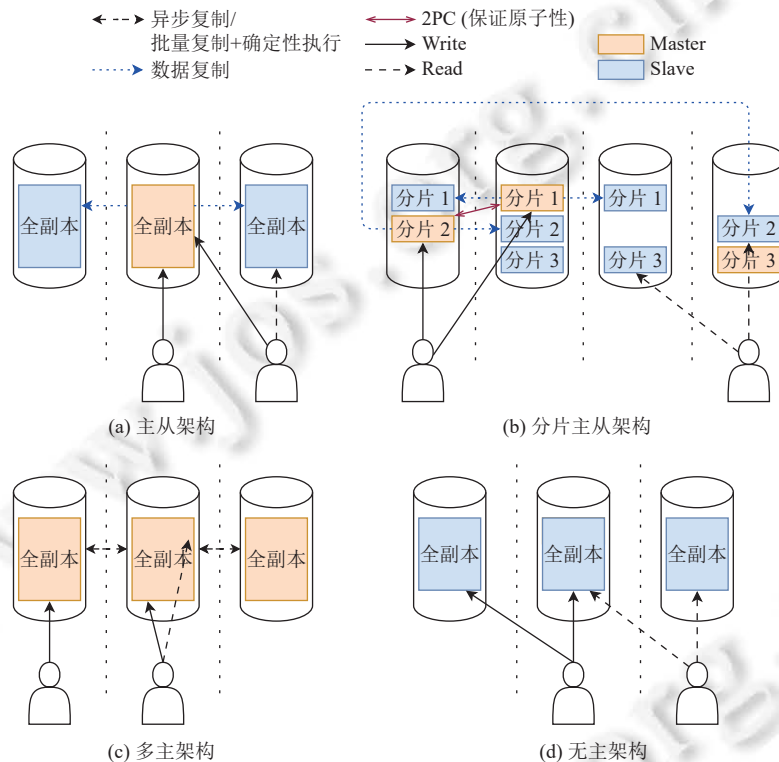 异步复制/
批量复制+确定性执行
数据复制
2PC (保证原子性)
Write
Read
Master
Slave
全副本
全副本
全副本
(a) 主从架构
分片 1
分片 2
分片 1
分片 2
分片 3
分片 1
分片 3
分片 2
分片 3
(b) 分片主从架构
全副本
全副本
全副本
(c) 多主架构
全副本
全副本
全副本
(d) 无主架构